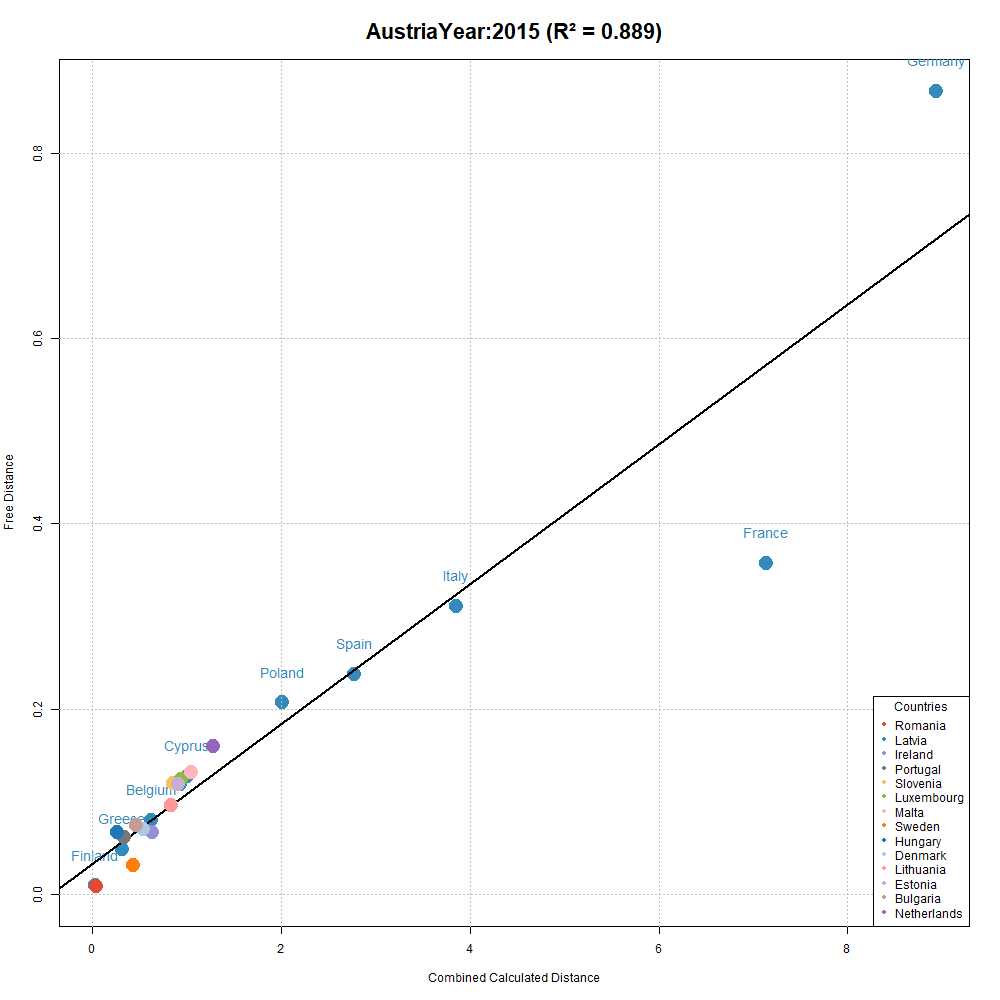 AustriaYear:2015 (R² = 0.889)
Germany
France
Italy
Spain
Poland
Cyprus
Belgium
Greece
Finland
Free Distance
0.8
0.6
0.4
0.2
0.0
0 2 4 6 8
Combined Calculated Distance
Countries
Romania
Latvia
Ireland
Portugal
Slovenia
Luxembourg
Malta
Sweden
Hungary
Denmark
Lithuania
Estonia
Bulgaria
Netherlands